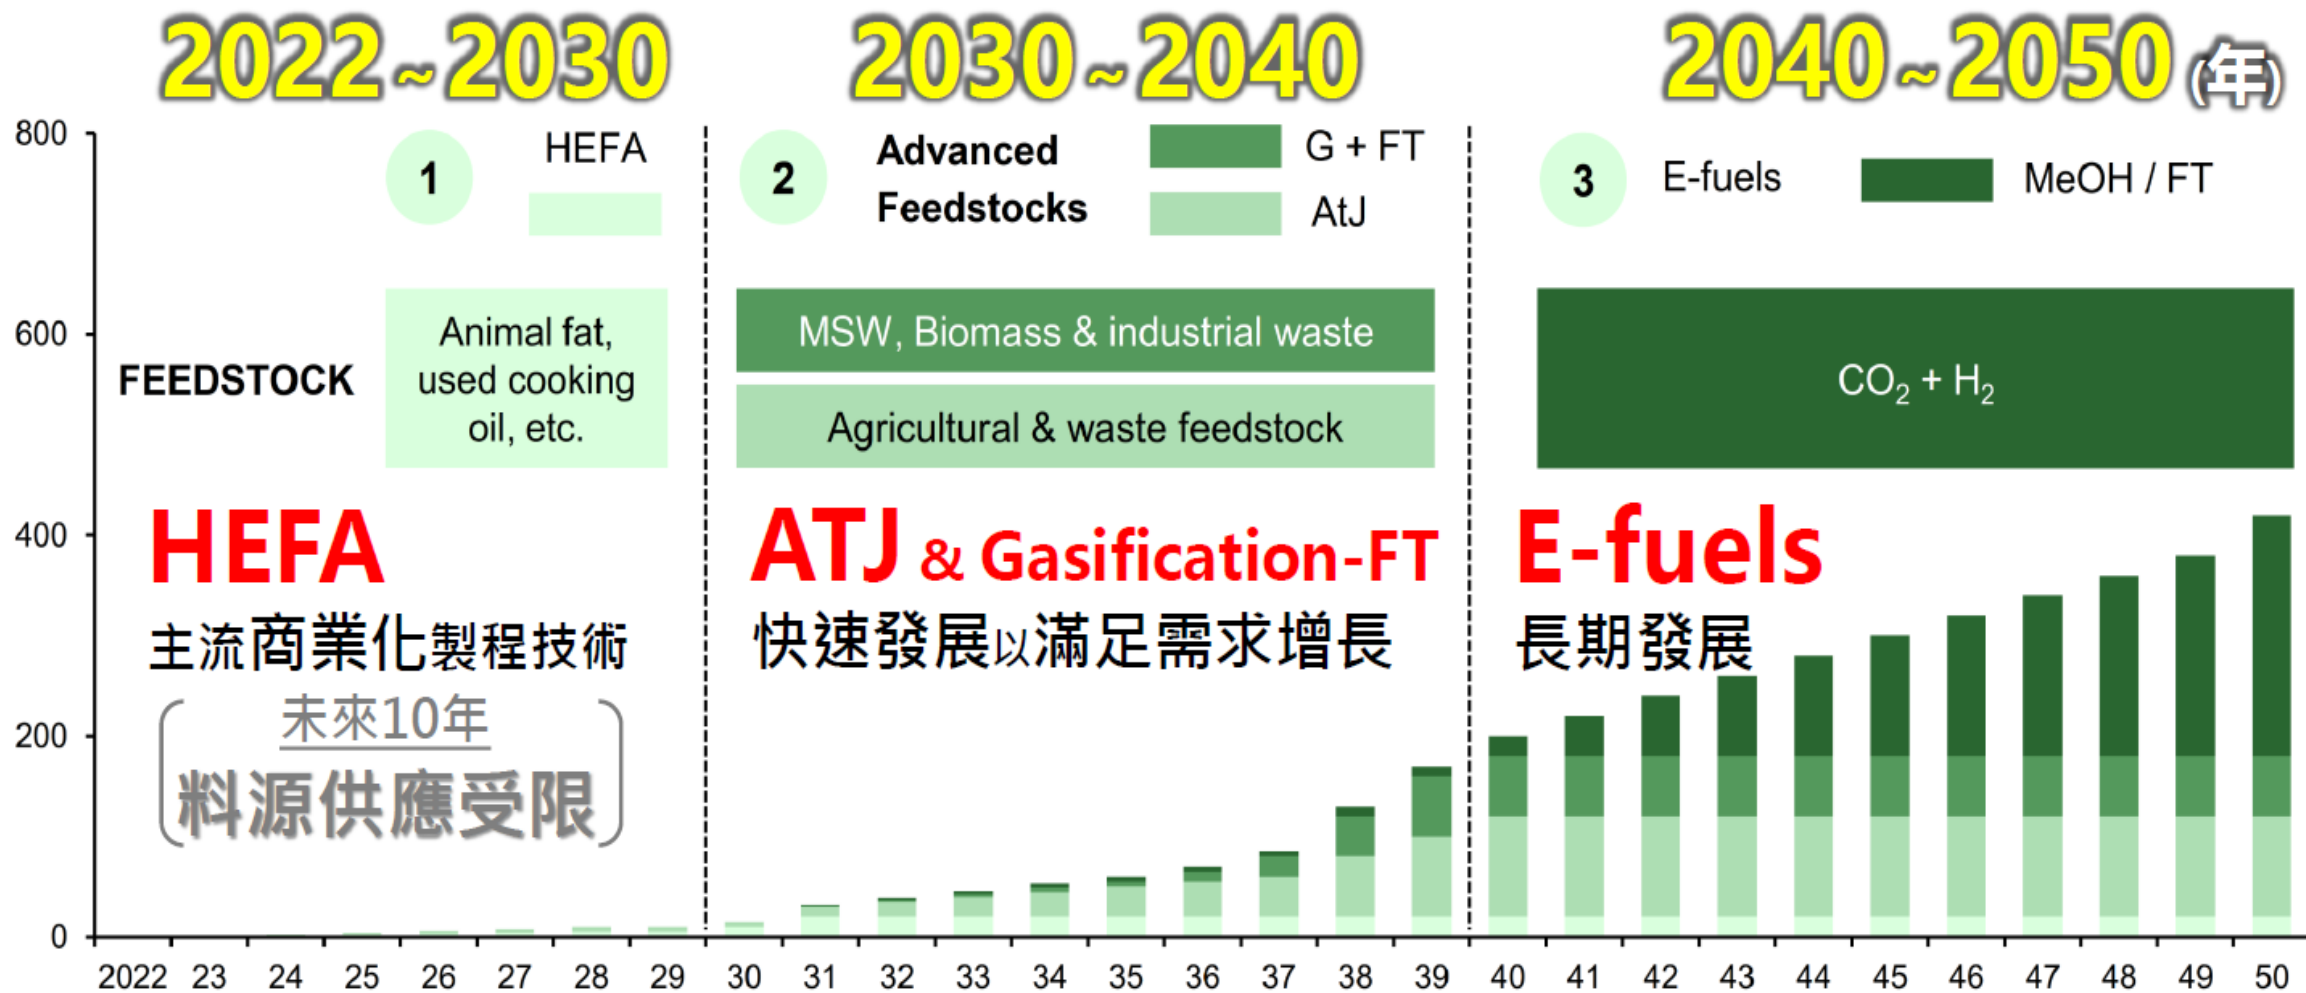 2022~2030
2030~2040
2040~2050 (年)
800
600
400
200
0
1
HEFA
FEEDSTOCK
Animal fat,
used cooking
oil, etc.
HEFA
主流商業化製程技術
未來10年
料源供應受限
2
Advanced
Feedstocks
G + FT
AtJ
MSW, Biomass & industrial waste
Agricultural & waste feedstock
ATJ & Gasification-FT
快速發展以滿足需求增長
3
E-fuels
MeOH / FT
CO₂ + H₂
E-fuels
長期發展
2022 23 24 25 26 27 28 29 30 31 32 33 34 35 36 37 38 39 40 41 42 43 44 45 46 47 48 49 50